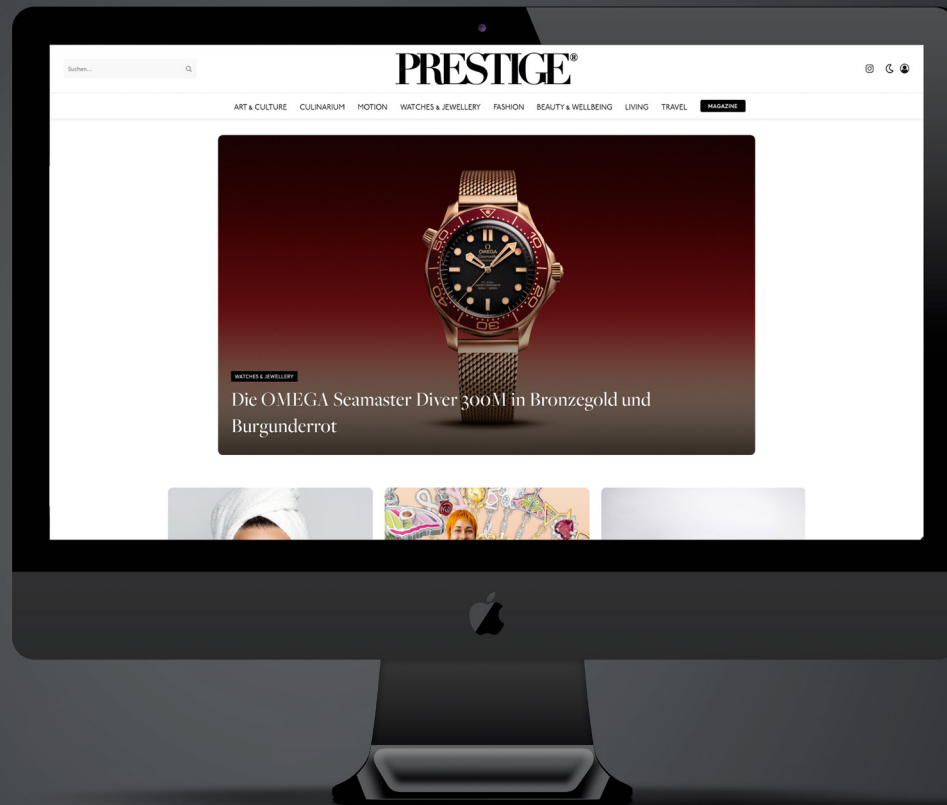 Suchen...
PRESTIGE®
ART & CULTURE CULINARIUM MOTION WATCHES & JEWELLERY FASHION BEAUTY & WELLBEING LIVING TRAVEL MAGAZINE
OMEGA
WATCHES & JEWELLERY
Die OMEGA Seamaster Diver 300M in Bronzegold und
Burgunderrot